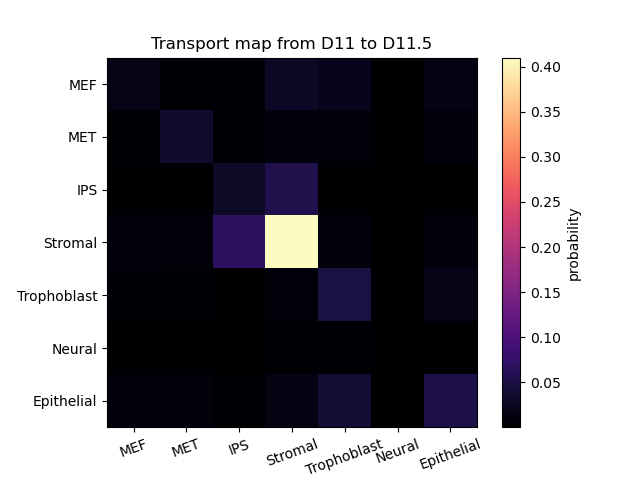 Transport map from D11 to D11.5
MEF
MET
IPS
Stromal
Trophoblast
Neural
Epithelial
MEF
MET
IPS
Stromal
Trophoblast
Neural
Epithelial
0.40
0.35
0.30
0.25
0.20
0.15
0.10
0.05
probability